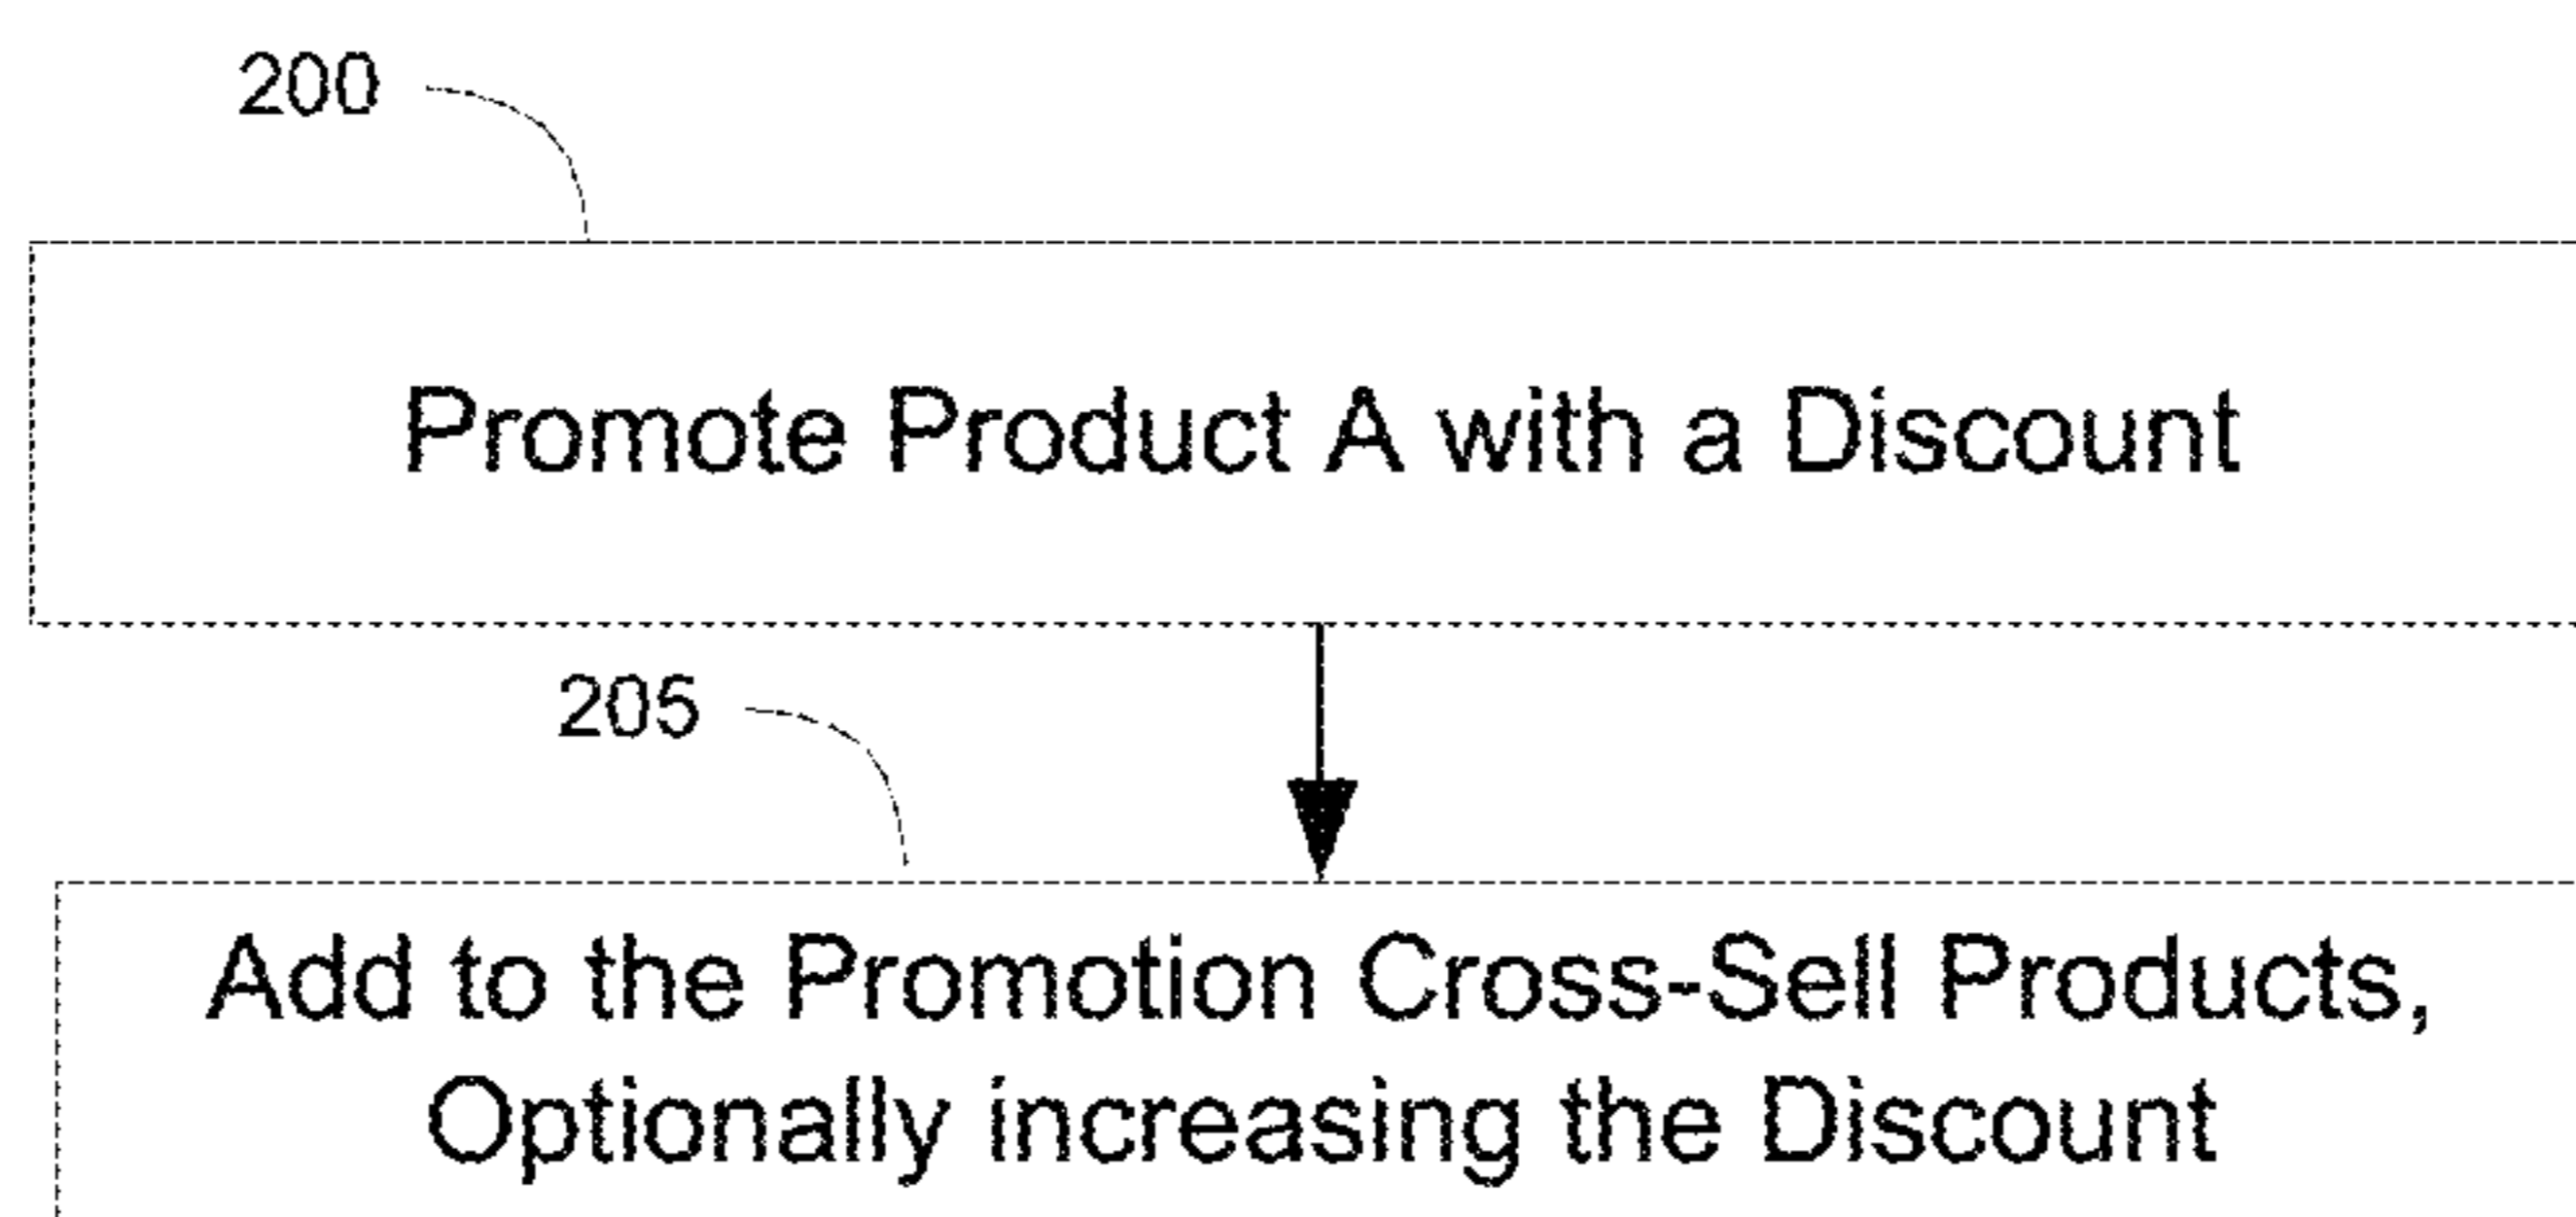 200
Promote Product A with a Discount
205
Add to the Promotion Cross-Sell Products,
Optionally increasing the Discount